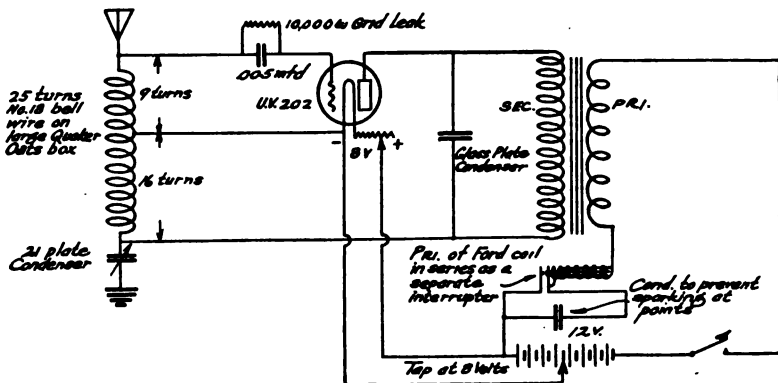 10,000 ω Grid Leak
.005 mfd
U.V. 202
25 turns
No.18 bell
wire on
large Quaker
Oats box
9 turns
16 turns
21 plate
Condenser
-
8V
+
Glass Plate
Condenser
SEC.
PRI.
PRI. of Ford coil
in series as a
separate
interrupter
Cond. to prevent
sparking at
points
12V.
Tap at 8 Volts